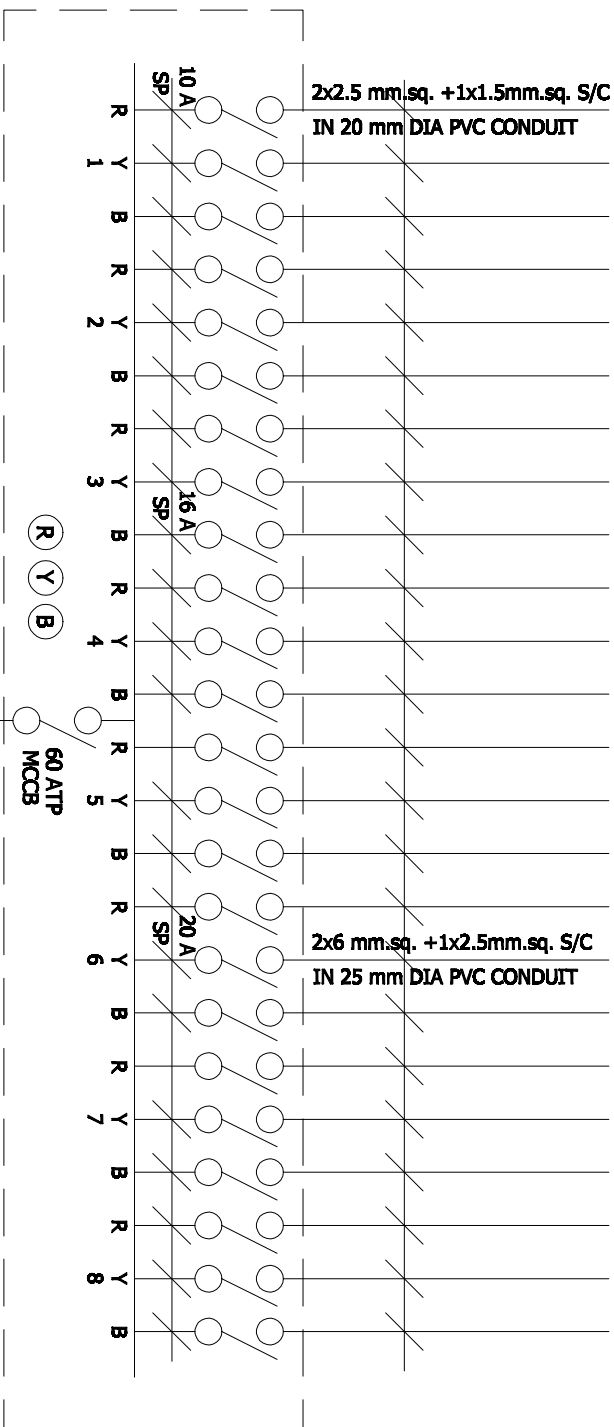 10 A
SP
2x2.5 mm.sq. +1x1.5mm.sq. S/C
IN 20 mm DIA PVC CONDUIT
R
1 Y
B
R
2 Y
B
R
3 Y
16 A
SP
B
R
4 Y
B
R Y B
60 ATP
MCCB
R
5 Y
B
R
20 A
SP
2x6 mm.sq. +1x2.5mm.sq. S/C
IN 25 mm DIA PVC CONDUIT
6 Y
B
R
7 Y
B
R
8 Y
B